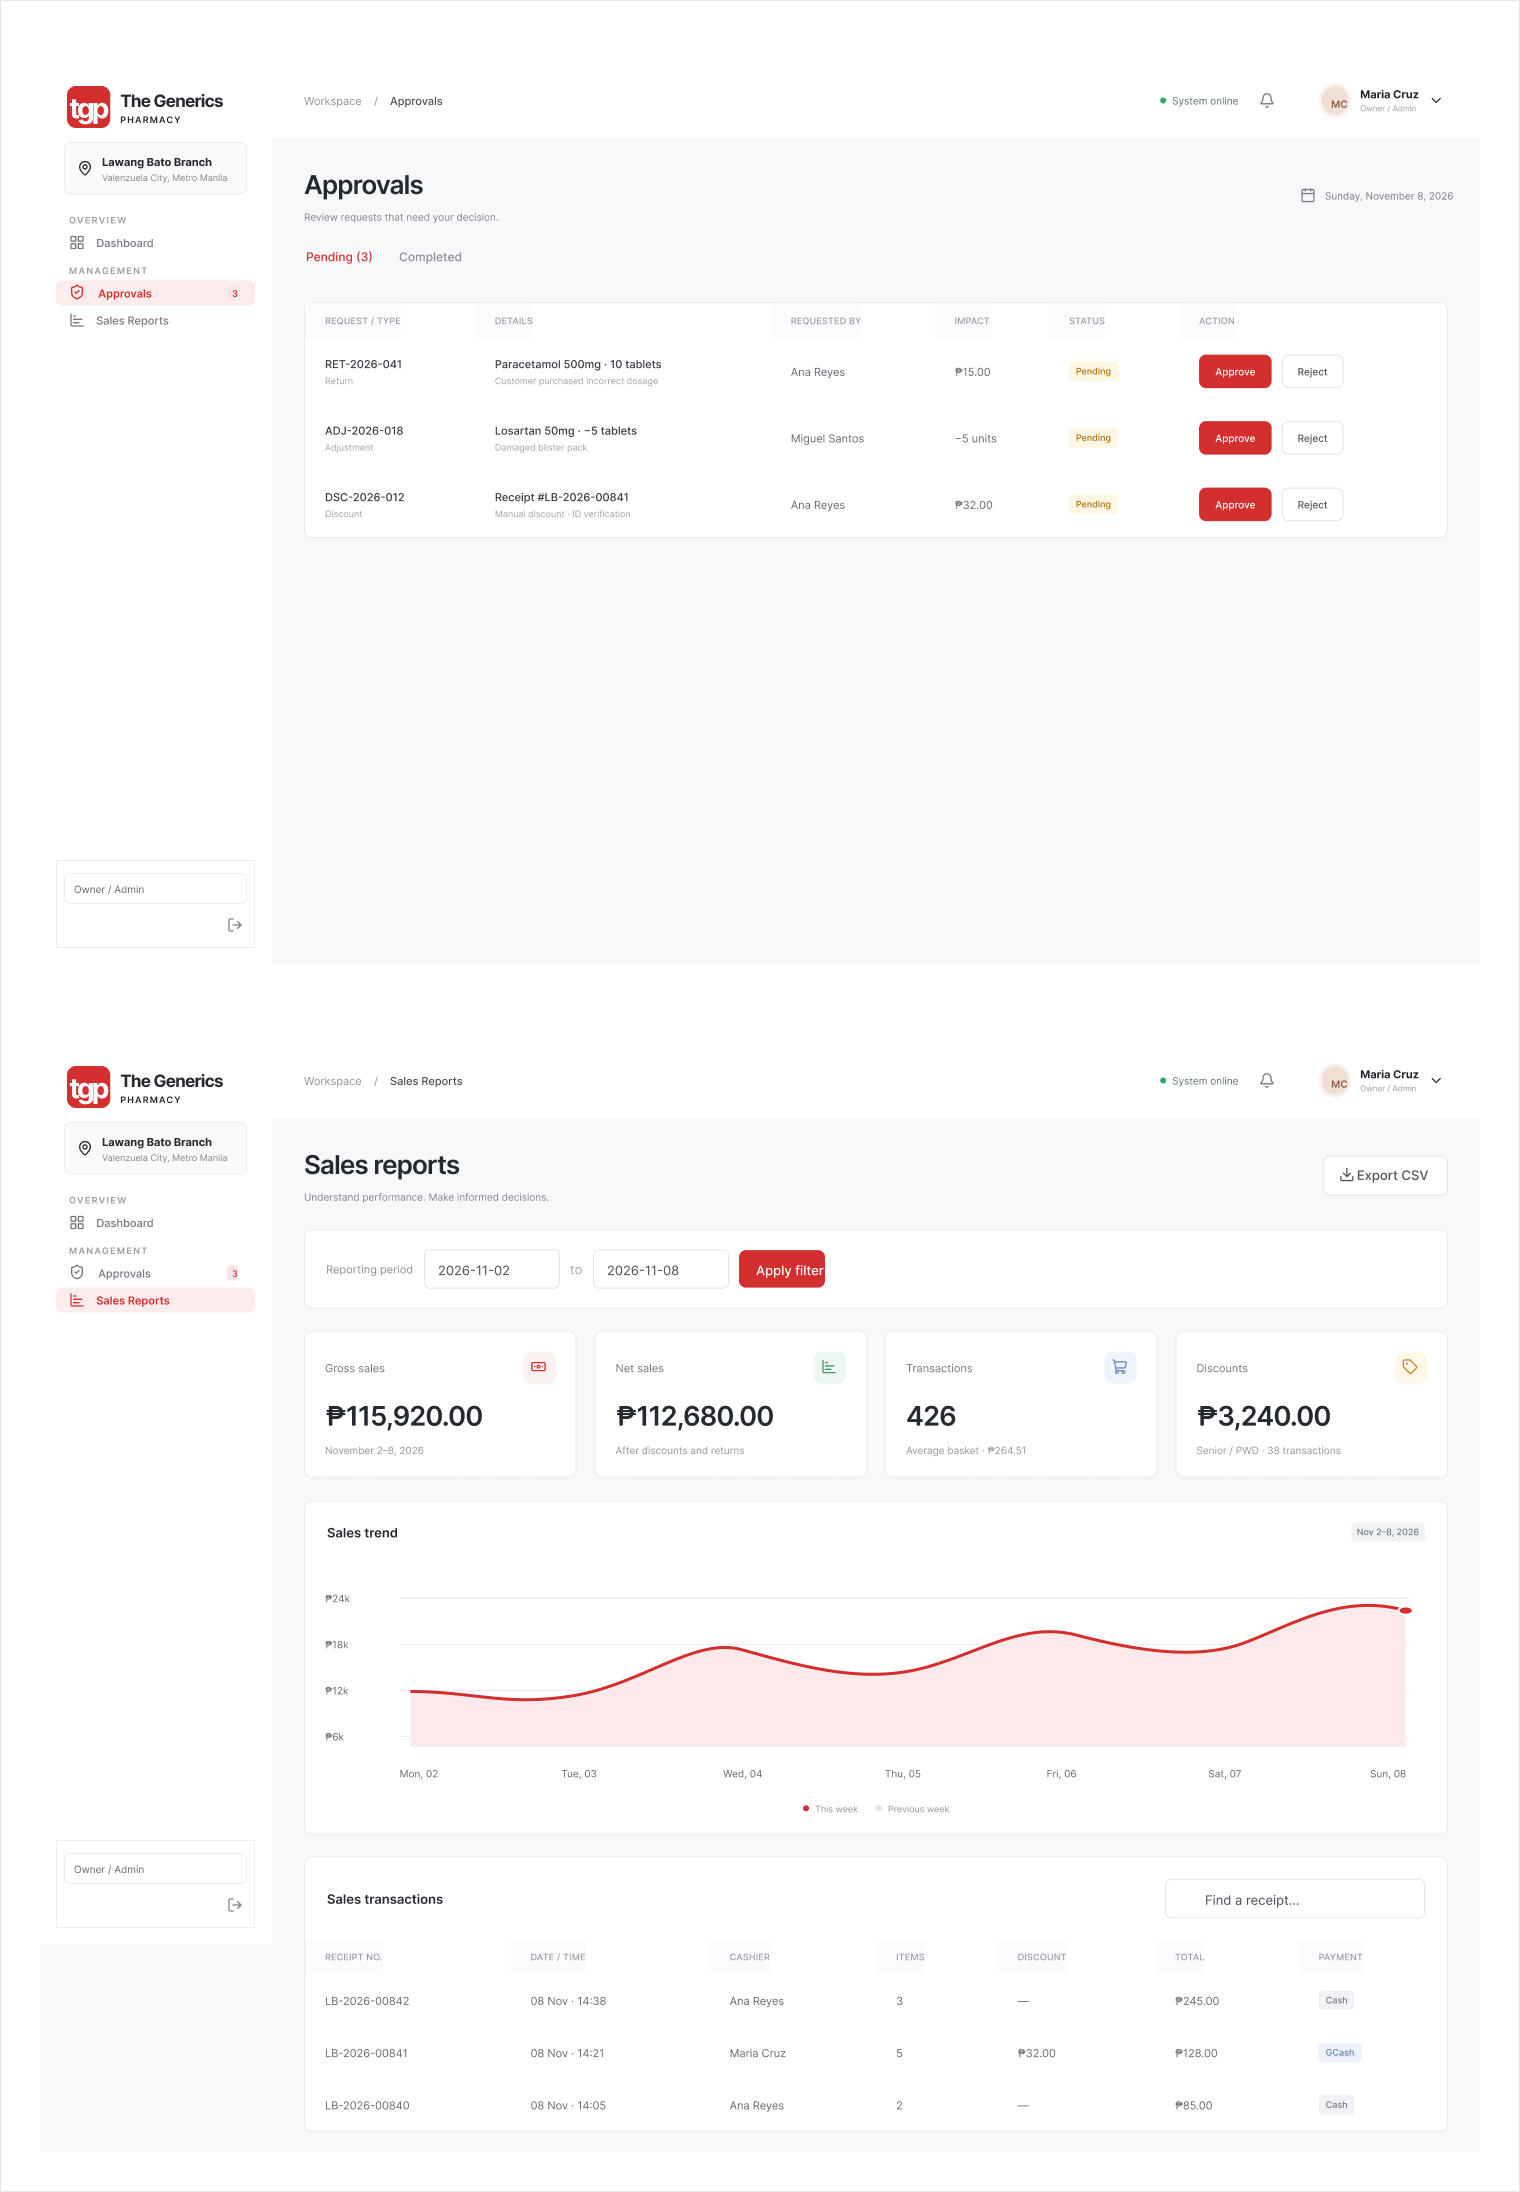 tgp
The Generics
PHARMACY
Workspace / Approvals
System online
MC
Maria Cruz
Owner / Admin
Lawang Bato Branch
Valenzuela City, Metro Manila
OVERVIEW
Dashboard
MANAGEMENT
Approvals 3
Sales Reports
Owner / Admin
Approvals
Review requests that need your decision.
Sunday, November 8, 2026
Pending (3) Completed
REQUEST / TYPE DETAILS REQUESTED BY IMPACT STATUS ACTION
RET-2026-041 Paracetamol 500mg · 10 tablets Ana Reyes ₱15.00 Pending Approve Reject
Return Customer purchased incorrect dosage
ADJ-2026-018 Losartan 50mg · −5 tablets Miguel Santos −5 units Pending Approve Reject
Adjustment Damaged blister pack
DSC-2026-012 Receipt #LB-2026-00841 Ana Reyes ₱32.00 Pending Approve Reject
Discount Manual discount · ID verification
tgp
The Generics
PHARMACY
Workspace / Sales Reports
System online
MC
Maria Cruz
Owner / Admin
Lawang Bato Branch
Valenzuela City, Metro Manila
OVERVIEW
Dashboard
MANAGEMENT
Approvals 3
Sales Reports
Owner / Admin
Sales reports
Understand performance. Make informed decisions.
Export CSV
Reporting period 2026-11-02 to 2026-11-08 Apply filter
Gross sales
₱115,920.00
November 2–8, 2026
Net sales
₱112,680.00
After discounts and returns
Transactions
426
Average basket · ₱264.51
Discounts
₱3,240.00
Senior / PWD · 38 transactions
Sales trend
Nov 2–8, 2026
₱24k
₱18k
₱12k
₱6k
Mon, 02 Tue, 03 Wed, 04 Thu, 05 Fri, 06 Sat, 07 Sun, 08
This week Previous week
Sales transactions
Find a receipt...
RECEIPT NO. DATE / TIME CASHIER ITEMS DISCOUNT TOTAL PAYMENT
LB-2026-00842 08 Nov · 14:38 Ana Reyes 3 — ₱245.00 Cash
LB-2026-00841 08 Nov · 14:21 Maria Cruz 5 ₱32.00 ₱128.00 GCash
LB-2026-00840 08 Nov · 14:05 Ana Reyes 2 — ₱85.00 Cash